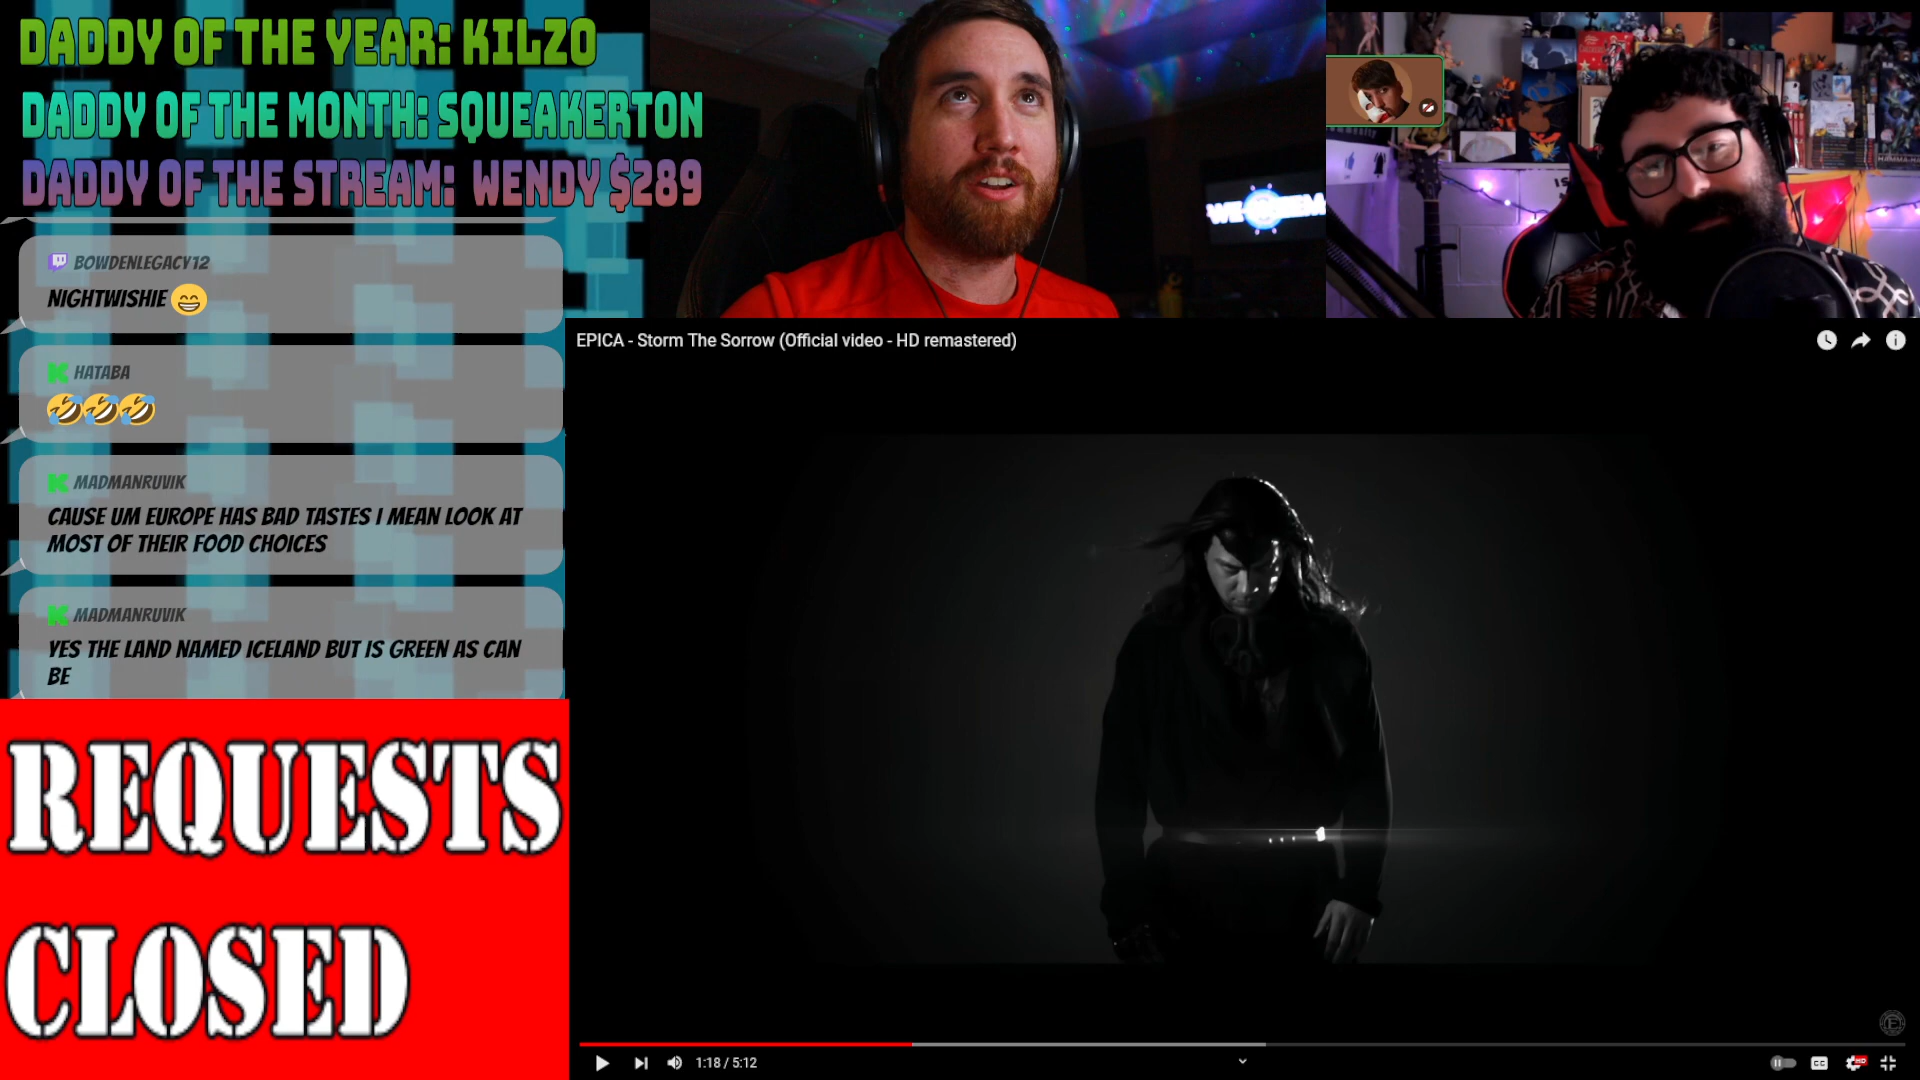 DADDY OF THE YEAR: KILZO
DADDY OF THE MONTH: SQUEAKERTON
DADDY OF THE STREAM: WENDY $289
BOWDENLEGACY12
NIGHTWISHIE
HATABA
MADMANRUVIK
CAUSE UM EUROPE HAS BAD TASTES I MEAN LOOK AT
MOST OF THEIR FOOD CHOICES
MADMANRUVIK
YES THE LAND NAMED ICELAND BUT IS GREEN AS CAN
BE
REQUESTS
CLOSED
EPICA - Storm The Sorrow (Official video - HD remastered)
1:18 / 5:12
CC
HD